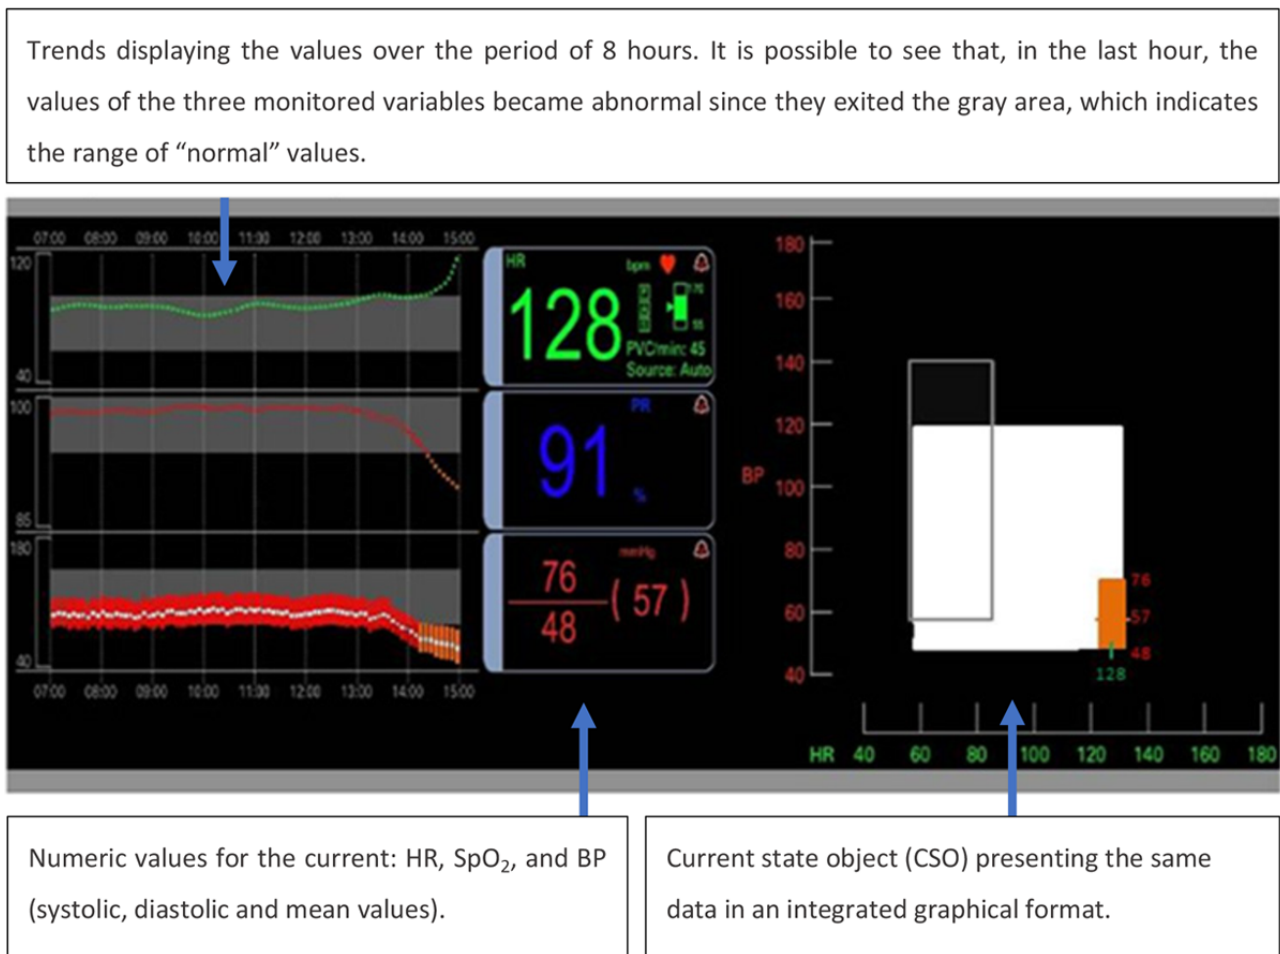 Trends displaying the values over the period of 8 hours. It is possible to see that, in the last hour, the
values of the three monitored variables became abnormal since they exited the gray area, which indicates
the range of “normal” values.
07:00 08:00 09:00 10:00 11:00 12:00 13:00 14:00 15:00
120
40
100
85
180
40
07:00 08:00 09:00 10:00 11:00 12:00 13:00 14:00 15:00
HR bpm
128
PVC/min: 45
Source: Auto
PR
91
%
mmHg
76
48
( 57 )
180
160
140
120
BP 100
80
60
40
76
57
48
128
HR 40 60 80 100 120 140 160 180
Numeric values for the current: HR, SpO₂, and BP
(systolic, diastolic and mean values).
Current state object (CSO) presenting the same
data in an integrated graphical format.